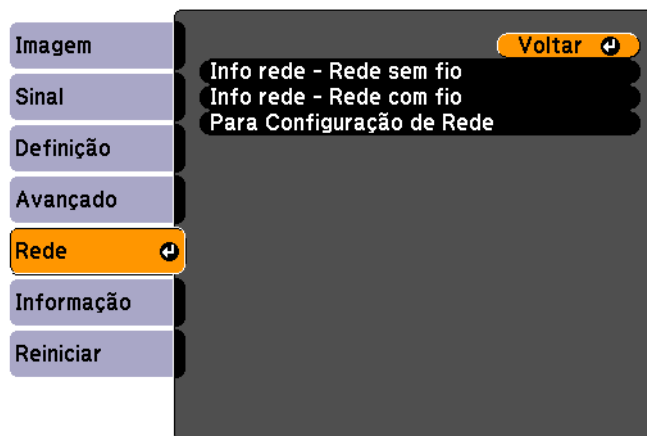 Imagem
Sinal
Definição
Avançado
Rede
Informação
Reiniciar
Voltar
Info rede - Rede sem fio
Info rede - Rede com fio
Para Configuração de Rede